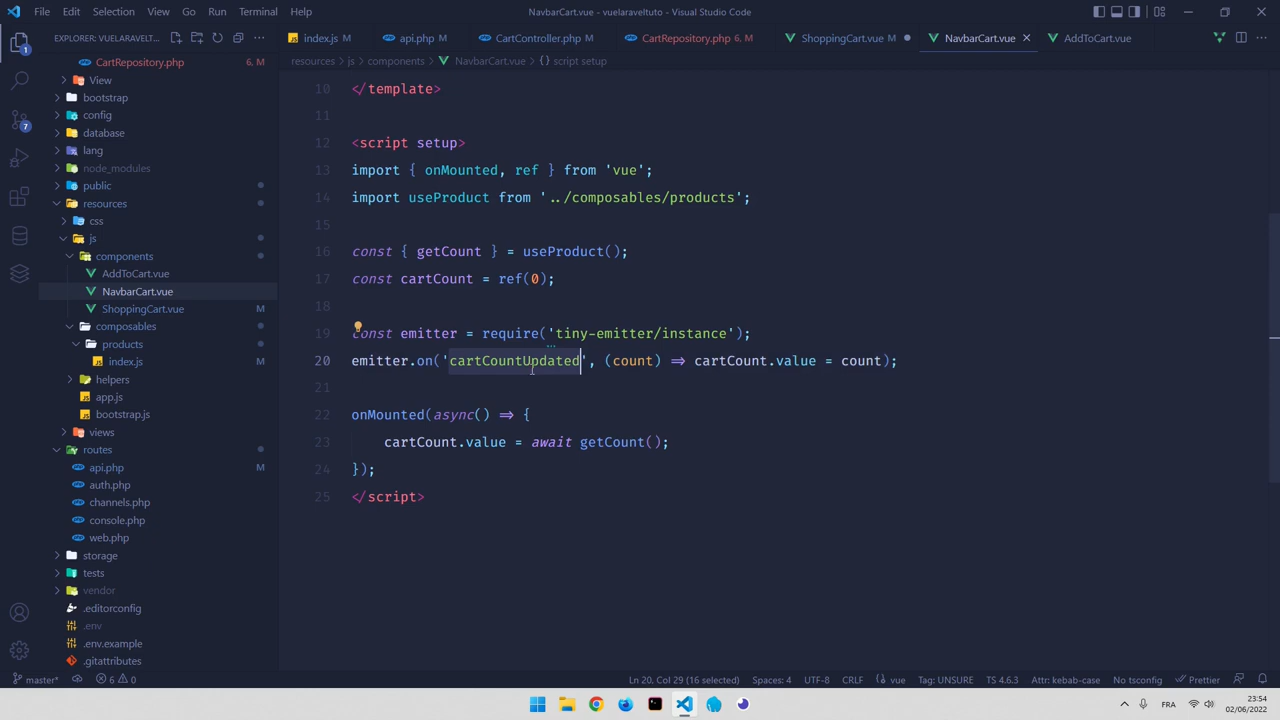 File Edit Selection View Go Run Terminal Help
NavbarCart.vue - vuelaraveltuto - Visual Studio Code
EXPLORER: VUELARAVELT...
index.js M
api.php M
CartController.php M
CartRepository.php 6, M
ShoppingCart.vue M
NavbarCart.vue
AddToCart.vue
resources > js > components > NavbarCart.vue > {} script setup
1
CartRepository.php 6, M
View
bootstrap
config
database
lang
node_modules
public
resources
css
js
components
AddToCart.vue
NavbarCart.vue
ShoppingCart.vue M
composables
products
index.js
helpers
app.js
bootstrap.js
views
routes
api.php M
auth.php
channels.php
console.php
web.php
storage
tests
vendor
.editorconfig
.env
.env.example
.gitattributes
7
10 </template>
11
12 <script setup>
13 import { onMounted, ref } from 'vue';
14 import useProduct from '../composables/products';
15
16 const { getCount } = useProduct();
17 const cartCount = ref(0);
18
19 const emitter = require('tiny-emitter/instance');
20 emitter.on('cartCountUpdated', (count) => cartCount.value = count);
21
22 onMounted(async() => {
23 cartCount.value = await getCount();
24 });
25 </script>
master* 6 0 Ln 20, Col 29 (16 selected) Spaces: 4 UTF-8 CRLF {} vue Tag: UNSURE TS 4.6.3 Attr: kebab-case No tsconfig Prettier
FRA
23:54
02/06/2022